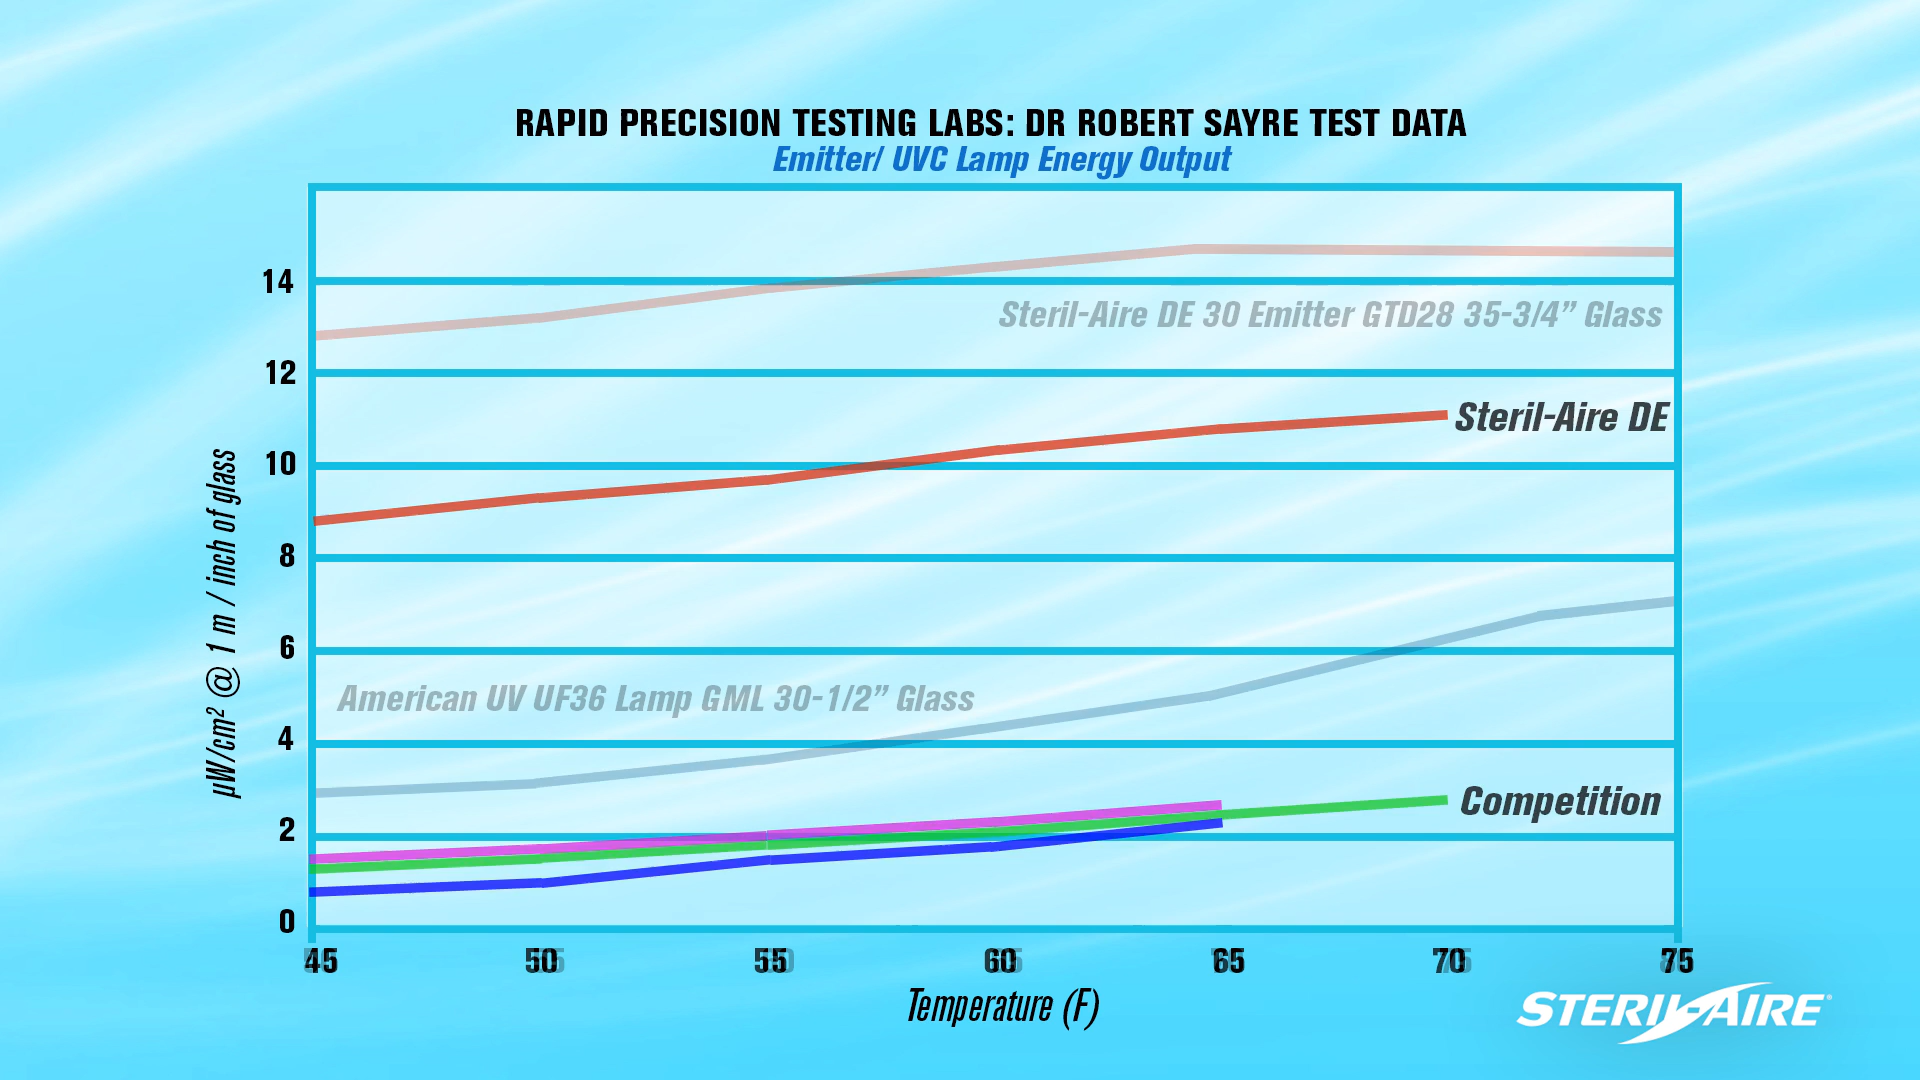 RAPID PRECISION TESTING LABS: DR ROBERT SAYRE TEST DATA
Emitter/ UVC Lamp Energy Output
14
12
10
8
6
4
2
0
µW/cm² @ 1 m / inch of glass
Steril-Aire DE 30 Emitter GTD28 35-3/4” Glass
Steril-Aire DE
American UV UF36 Lamp GML 30-1/2” Glass
Competition
45 50 55 60 65 70 75
Temperature (F)
STERIL-AIRE®